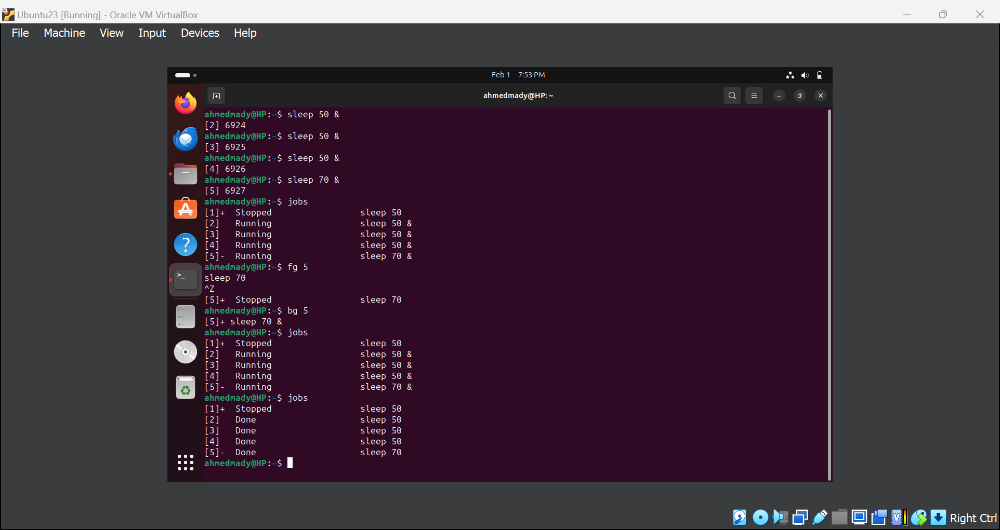 Ubuntu23 [Running] - Oracle VM VirtualBox
File Machine View Input Devices Help
Feb 1 7:53 PM
ahmedmady@HP: ~
ahmedmady@HP:~$ sleep 50 &
[2] 6924
ahmedmady@HP:~$ sleep 50 &
[3] 6925
ahmedmady@HP:~$ sleep 50 &
[4] 6926
ahmedmady@HP:~$ sleep 70 &
[5] 6927
ahmedmady@HP:~$ jobs
[1]+  Stopped                 sleep 50
[2]   Running                 sleep 50 &
[3]   Running                 sleep 50 &
[4]   Running                 sleep 50 &
[5]-  Running                 sleep 70 &
ahmedmady@HP:~$ fg 5
sleep 70
^Z
[5]+  Stopped                 sleep 70
ahmedmady@HP:~$ bg 5
[5]+ sleep 70 &
ahmedmady@HP:~$ jobs
[1]+  Stopped                 sleep 50
[2]   Running                 sleep 50 &
[3]   Running                 sleep 50 &
[4]   Running                 sleep 50 &
[5]-  Running                 sleep 70 &
ahmedmady@HP:~$ jobs
[1]+  Stopped                 sleep 50
[2]   Done                    sleep 50
[3]   Done                    sleep 50
[4]   Done                    sleep 50
[5]-  Done                    sleep 70
ahmedmady@HP:~$
Right Ctrl